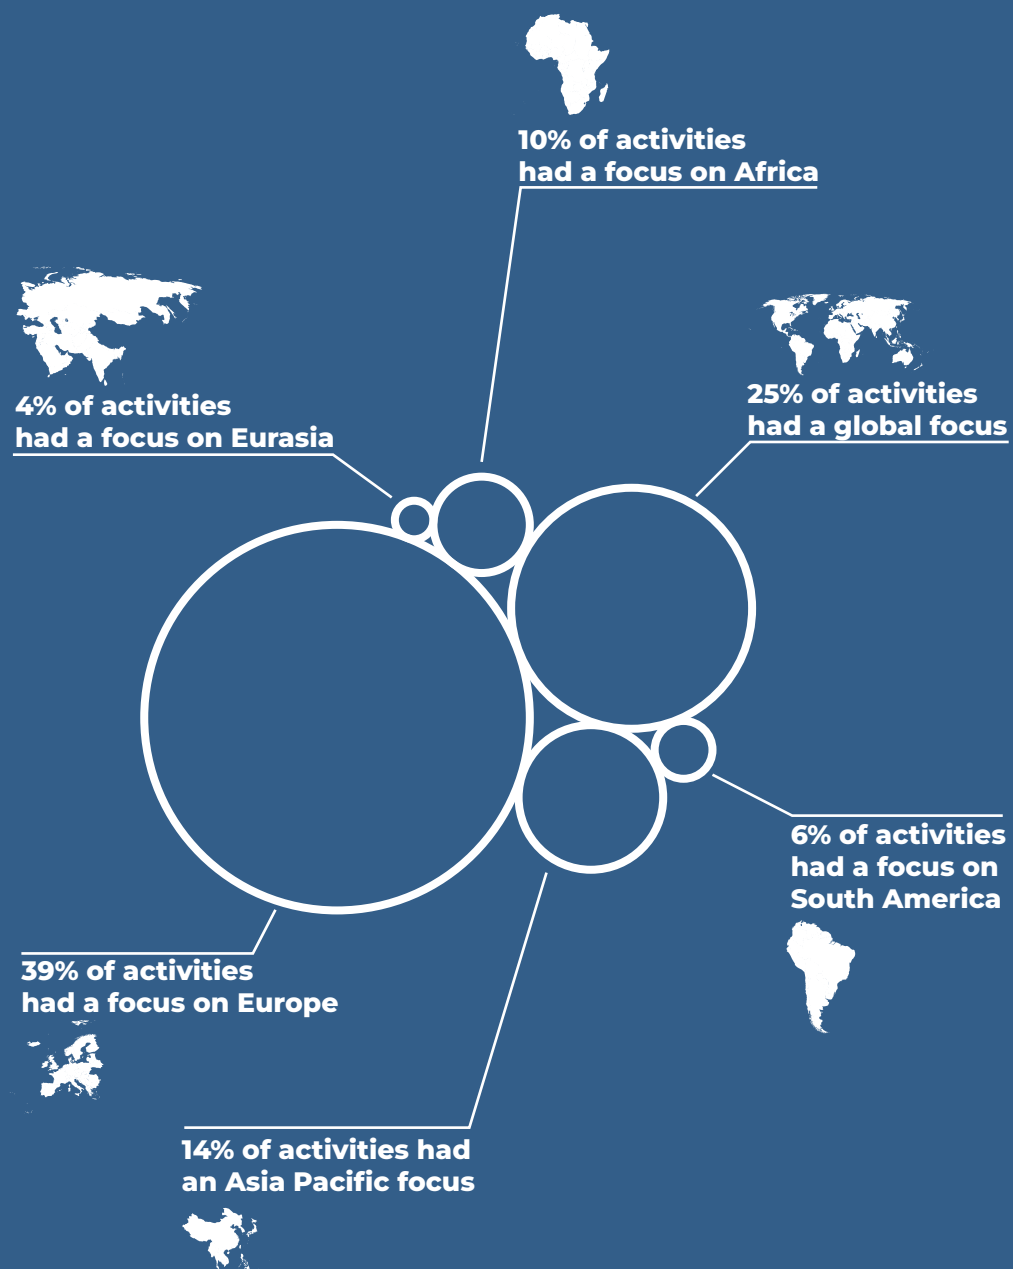 10% of activities
had a focus on Africa
4% of activities
had a focus on Eurasia
25% of activities
had a global focus
6% of activities
had a focus on
South America
39% of activities
had a focus on Europe
14% of activities had
an Asia Pacific focus